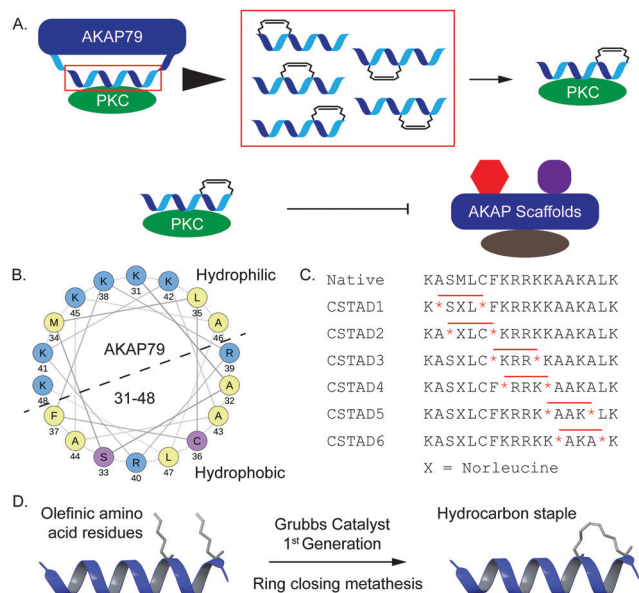 A.
AKAP79
PKC
PKC
PKC
AKAP Scaffolds
B.
Hydrophilic
K 31
K 42
L 35
A 46
R 39
A 32
A 43
C 36
L 47
R 40
S 33
A 44
F 37
K 48
K 41
M 34
K 45
K 38
AKAP79
31-48
Hydrophobic
C.
Native KASMLCFKRRKKAAKALK
CSTAD1 K*SXL*FKRRKKAAKALK
CSTAD2 KA*XLC*KRRKKAAKALK
CSTAD3 KASXLC*KRR*KAAKALK
CSTAD4 KASXLCF*RRK*AAKALK
CSTAD5 KASXLCFKRRK*AAK*LK
CSTAD6 KASXLCFKRRKK*AKA*K
X = Norleucine
D.
Olefinic amino
acid residues
Grubbs Catalyst
1st Generation
Ring closing metathesis
Hydrocarbon staple